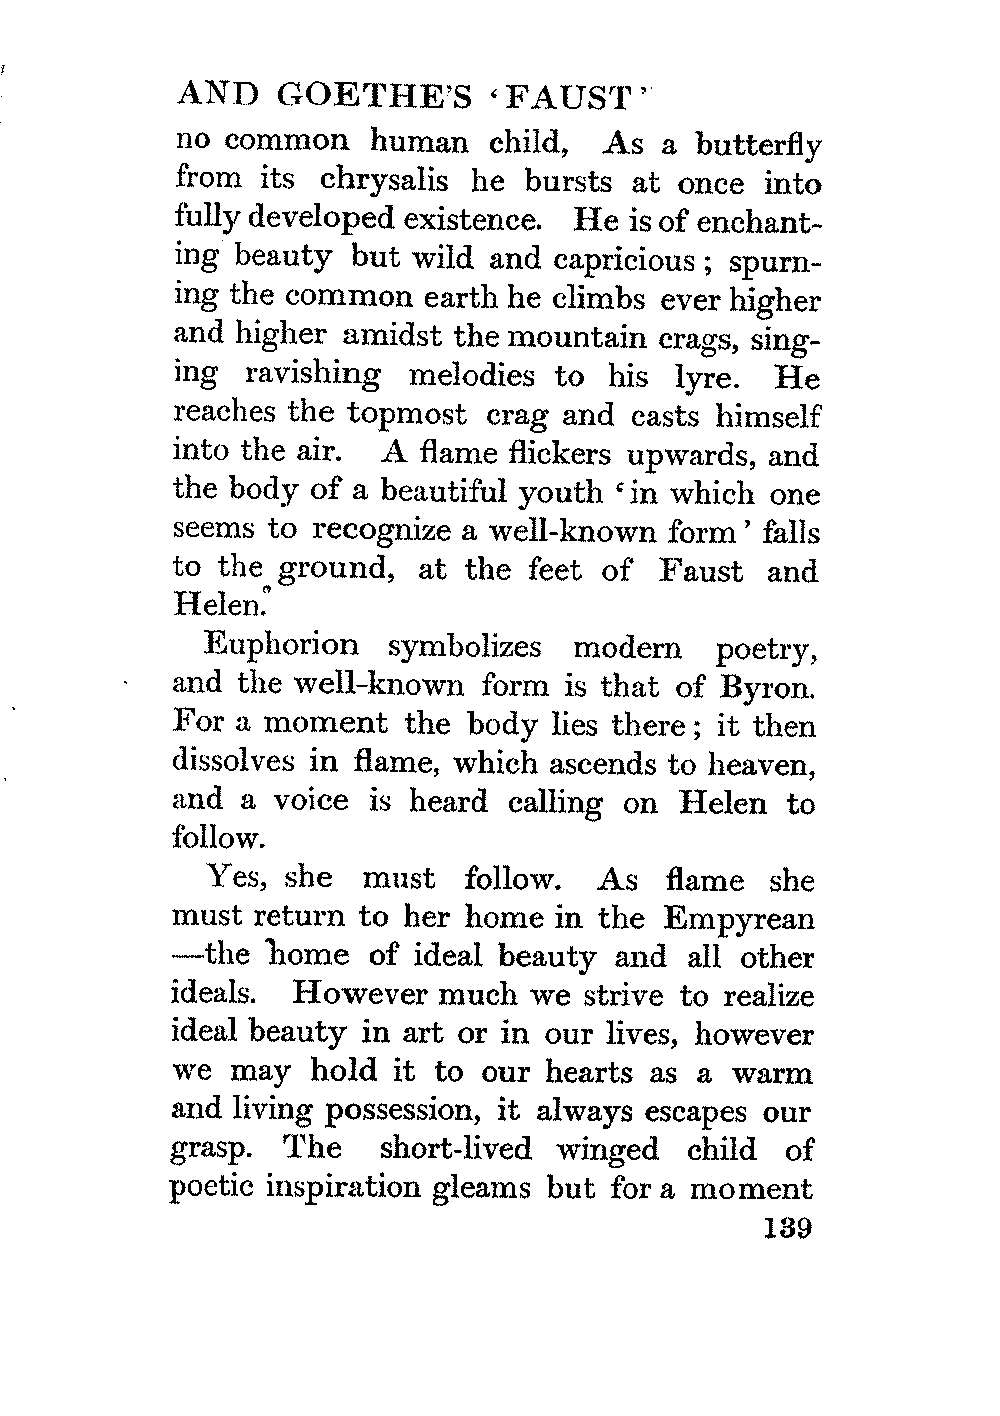 AND GOETHE'S ‘FAUST’
no common human child, As a butterfly
from its chrysalis he bursts at once into
fully developed existence. He is of enchant-
ing beauty but wild and capricious ; spurn-
ing the common earth he climbs ever higher
and higher amidst the mountain crags, sing-
ing ravishing melodies to his lyre. He
reaches the topmost crag and casts himself
into the air. A flame flickers upwards, and
the body of a beautiful youth ‘in which one
seems to recognize a well-known form’ falls
to the ground, at the feet of Faust and
Helen.
Euphorion symbolizes modern poetry,
and the well-known form is that of Byron.
For a moment the body lies there ; it then
dissolves in flame, which ascends to heaven,
and a voice is heard calling on Helen to
follow.
Yes, she must follow. As flame she
must return to her home in the Empyrean
—the home of ideal beauty and all other
ideals. However much we strive to realize
ideal beauty in art or in our lives, however
we may hold it to our hearts as a warm
and living possession, it always escapes our
grasp. The short-lived winged child of
poetic inspiration gleams but for a moment
139